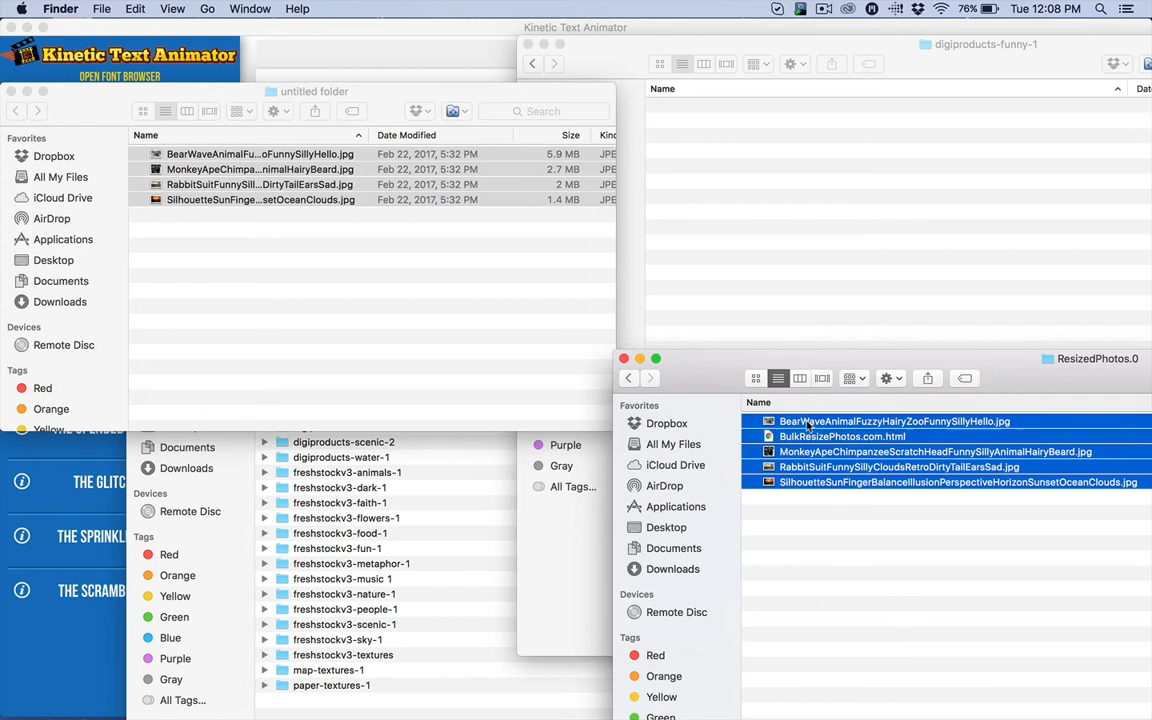 Finder File Edit View Go Window Help
76% Tue 12:08 PM
Kinetic Text Animator
Kinetic Text Animator
OPEN FONT BROWSER
digiproducts-funny-1
Name
untitled folder
Search
Favorites
Dropbox
All My Files
iCloud Drive
AirDrop
Applications
Desktop
Documents
Downloads
Devices
Remote Disc
Tags
Red
Orange
Yellow
Name Date Modified Size
BearWaveAnimalFu...oFunnySillyHello.jpg Feb 22, 2017, 5:32 PM 5.9 MB JPE
MonkeyApeChimpa...nimalHairyBeard.jpg Feb 22, 2017, 5:32 PM 2.7 MB JPE
RabbitSuitFunnySill...DirtyTailEarsSad.jpg Feb 22, 2017, 5:32 PM 2 MB JPE
SilhouetteSunFinge...setOceanClouds.jpg Feb 22, 2017, 5:32 PM 1.4 MB JPE
THE GLITC
THE SPRINKL
THE SCRAMB
Documents
Downloads
Devices
Remote Disc
Tags
Red
Orange
Yellow
Green
Blue
Purple
Gray
All Tags...
digiproducts-scenic-2
digiproducts-water-1
freshstockv3-animals-1
freshstockv3-dark-1
freshstockv3-faith-1
freshstockv3-flowers-1
freshstockv3-food-1
freshstockv3-fun-1
freshstockv3-metaphor-1
freshstockv3-music 1
freshstockv3-nature-1
freshstockv3-people-1
freshstockv3-scenic-1
freshstockv3-sky-1
freshstockv3-textures
map-textures-1
paper-textures-1
Purple
Gray
All Tags...
ResizedPhotos.0
Favorites
Dropbox
All My Files
iCloud Drive
AirDrop
Applications
Desktop
Documents
Downloads
Devices
Remote Disc
Tags
Red
Orange
Yellow
Green
Name
BearWaveAnimalFuzzyHairyZooFunnySillyHello.jpg
BulkResizePhotos.com.html
MonkeyApeChimpanzeeScratchHeadFunnySillyAnimalHairyBeard.jpg
RabbitSuitFunnySillyCloudsRetroDirtyTailEarsSad.jpg
SilhouetteSunFingerBalanceIllusionPerspectiveHorizonSunsetOceanClouds.jpg